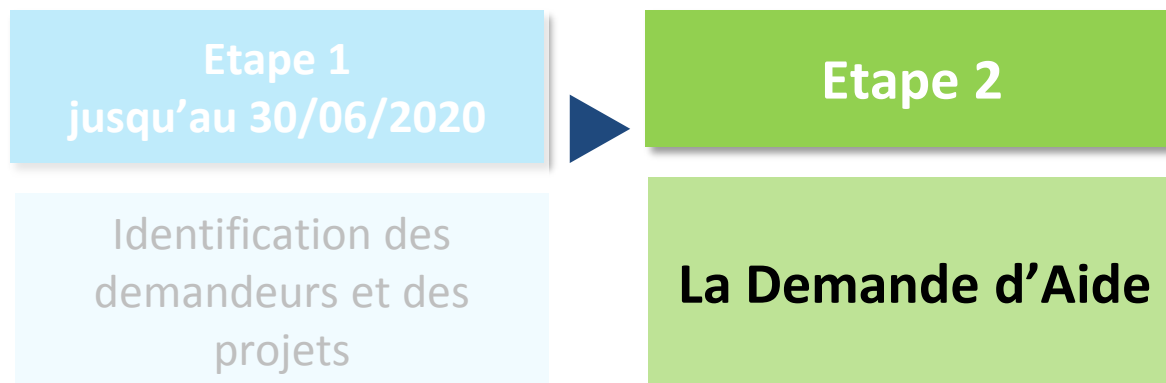 Etape 1
jusqu’au 30/06/2020
Identification des
demandeurs et des
projets
Etape 2
La Demande d’Aide